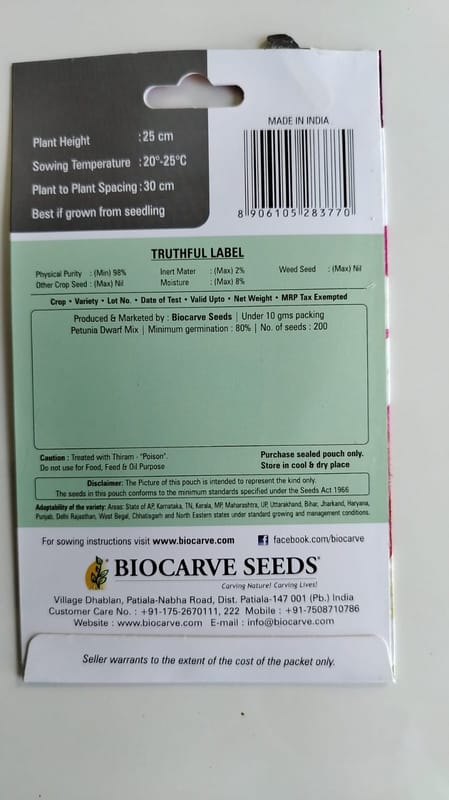 Plant Height : 25 cm
Sowing Temperature : 20°-25°C
Plant to Plant Spacing : 30 cm
Best if grown from seedling
MADE IN INDIA
8 906105 283770
TRUTHFUL LABEL
Physical Purity : (Min) 98% Inert Mater : (Max) 2% Weed Seed : (Max) Nil
Other Crop Seed : (Max) Nil Moisture : (Max) 8%
Crop • Variety • Lot No. • Date of Test • Valid Upto • Net Weight • MRP Tax Exempted
Produced & Marketed by : Biocarve Seeds | Under 10 gms packing
Petunia Dwarf Mix | Minimum germination : 80% | No. of seeds : 200
Caution : Treated with Thiram - "Poison".
Do not use for Food, Feed & Oil Purpose
Purchase sealed pouch only.
Store in cool & dry place
Disclaimer: The Picture of this pouch is intended to represent the kind only.
The seeds in this pouch conforms to the minimum standards specified under the Seeds Act 1966
Adaptability of the variety: Areas: State of AP, Karnataka, TN, Kerala, MP, Maharashtra, UP, Uttarakhand, Bihar, Jharkand, Haryana,
Punjab, Delhi Rajasthan, West Begal, Chhatisgarh and North Eastern states under standard growing and management conditions.
For sowing instructions visit www.biocarve.com facebook.com/biocarve
BIOCARVE SEEDS®
Carving Nature! Carving Lives!
Village Dhablan, Patiala-Nabha Road, Dist. Patiala-147 001 (Pb.) India
Customer Care No. : +91-175-2670111, 222 Mobile : +91-7508710786
Website : www.biocarve.com E-mail : info@biocarve.com
Seller warrants to the extent of the cost of the packet only.